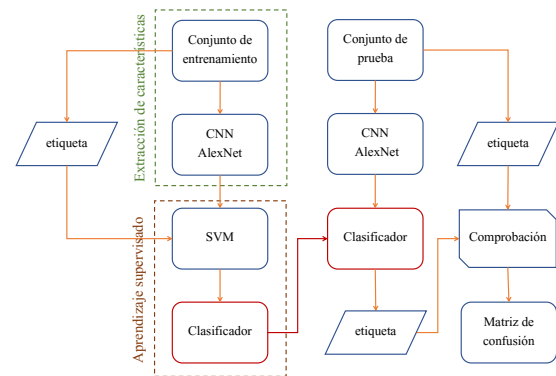 Extracción de características
Conjunto de
entrenamiento
Conjunto de
prueba
etiqueta
CNN
AlexNet
CNN
AlexNet
etiqueta
Aprendizaje supervisado
SVM
Clasificador
Comprobación
Clasificador
etiqueta
Matriz de
confusión